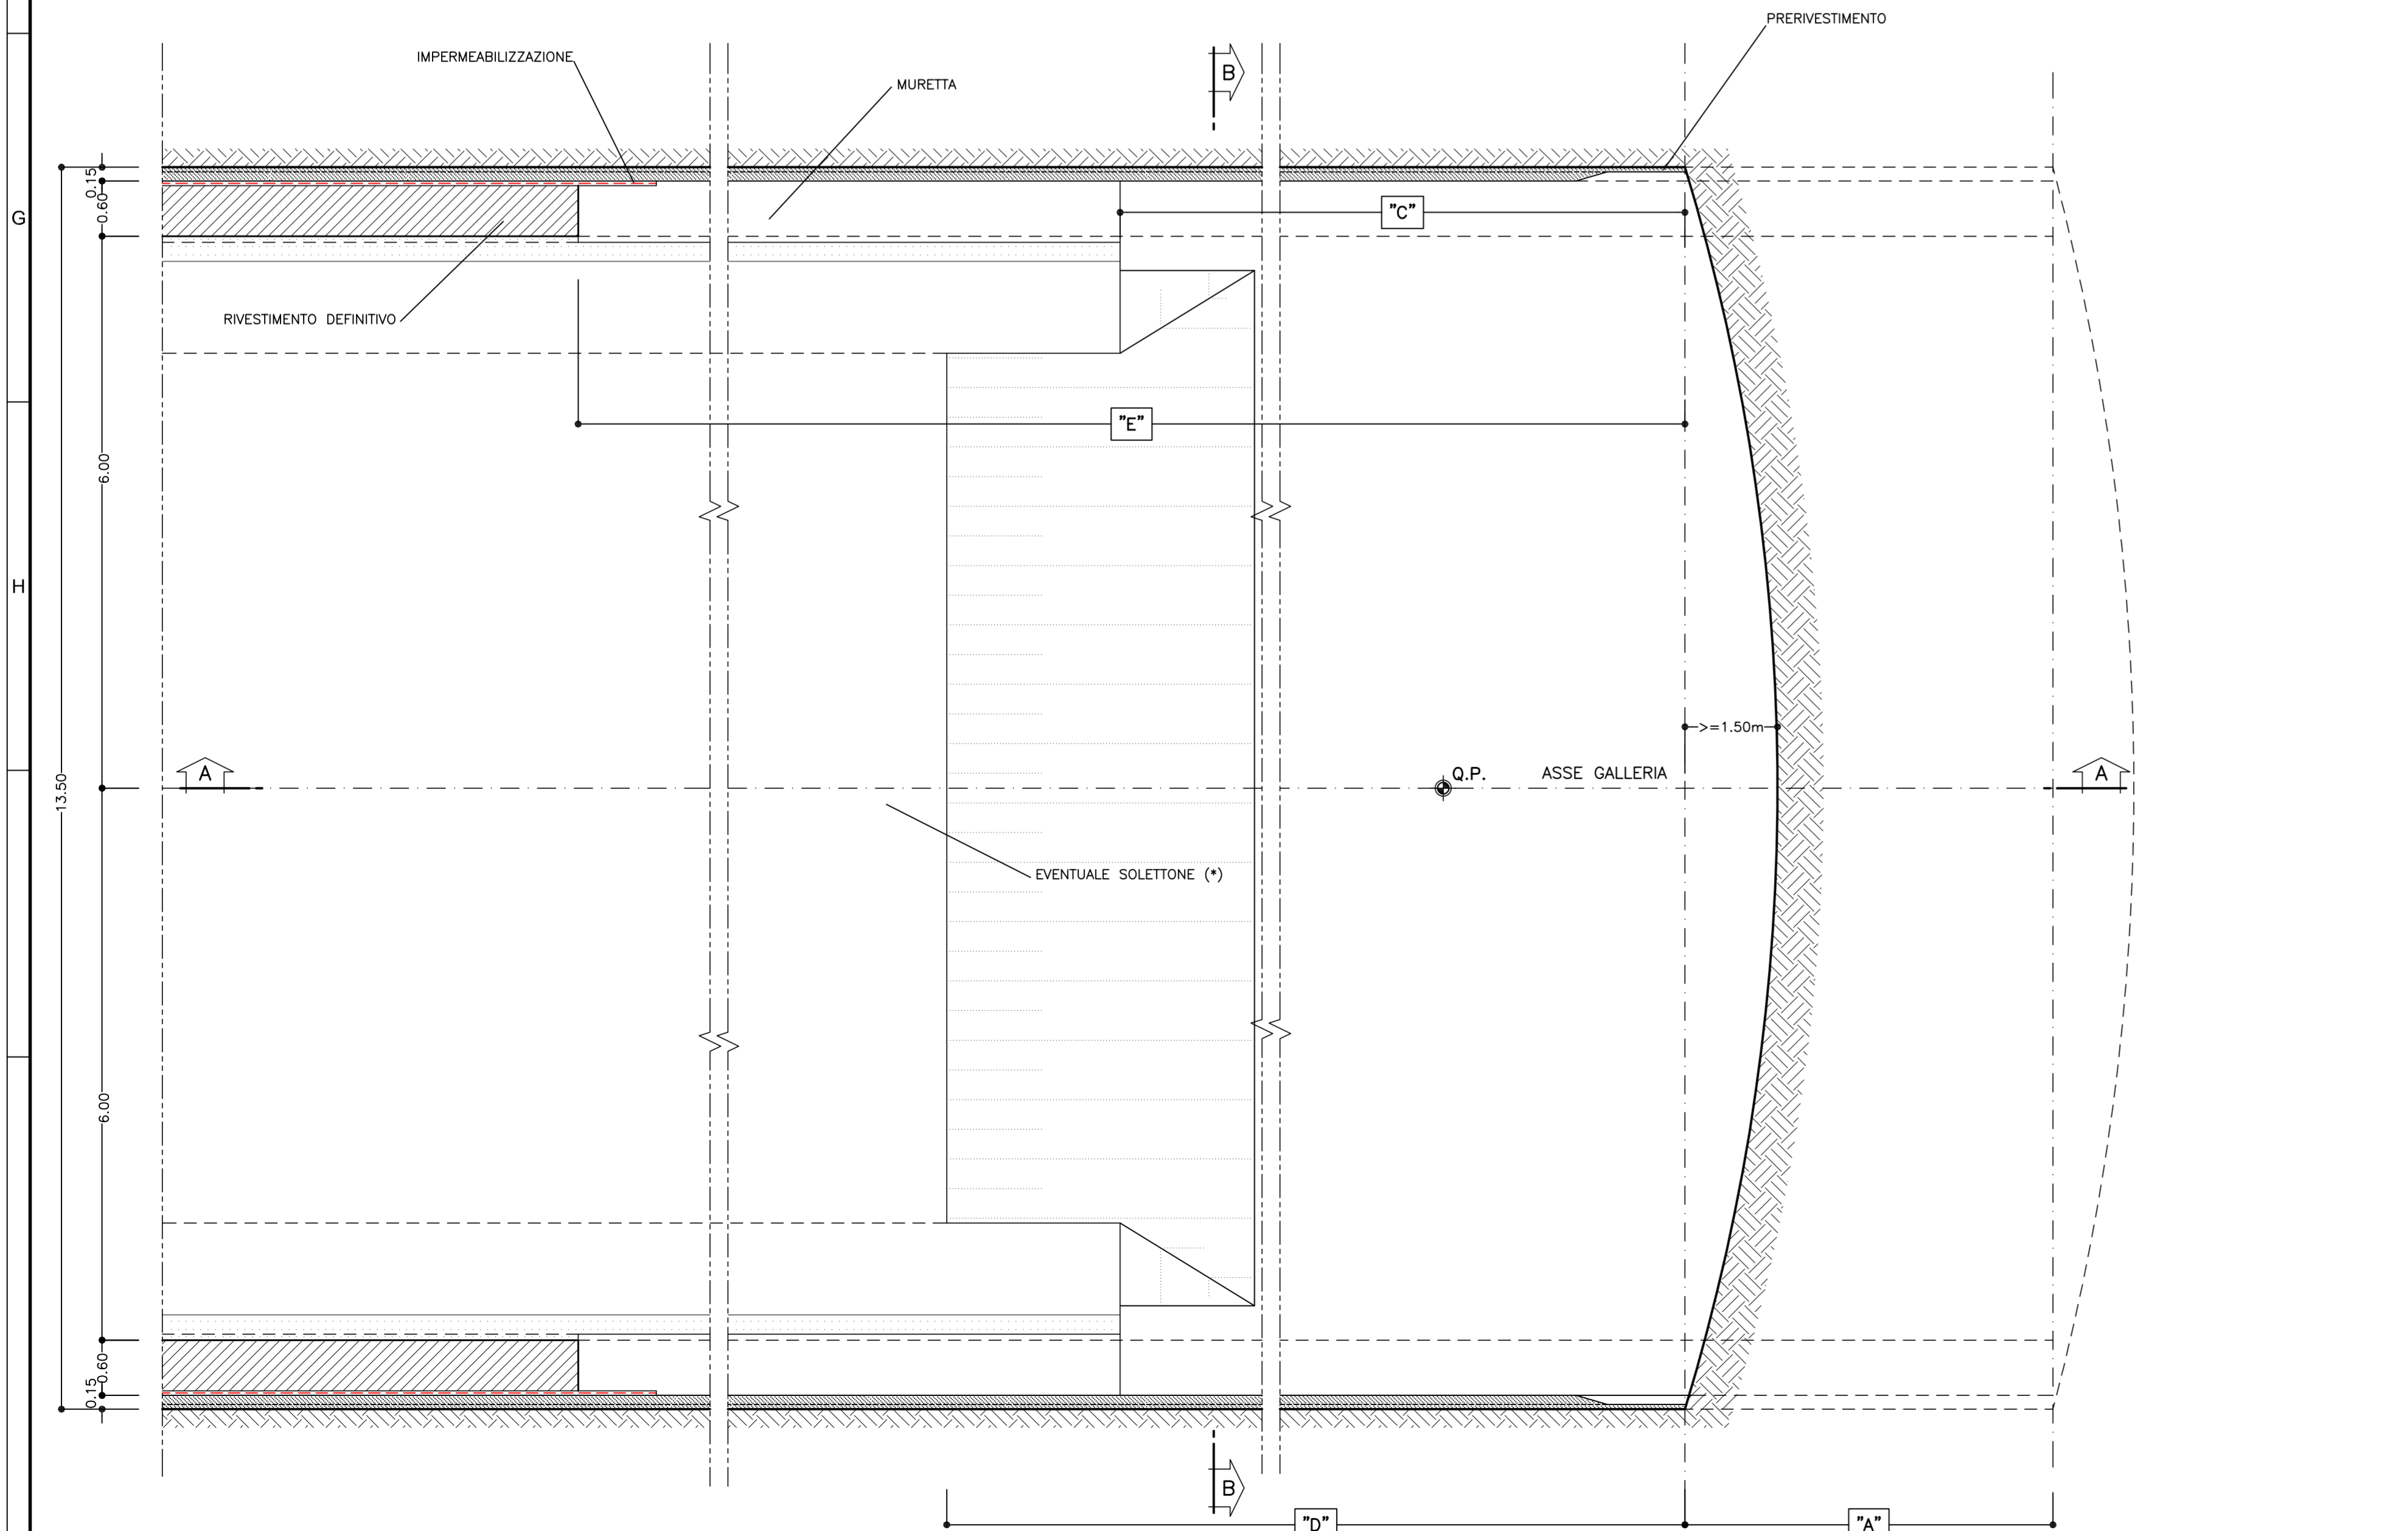 PRERIVESTIMENTO
IMPERMEABILIZZAZIONE
B
MURETTA
0.15
0.60
G
"C"
RIVESTIMENTO DEFINITIVO
"E"
6.00
H
>=1.50m
A
Q.P.
ASSE GALLERIA
A
13.50
EVENTUALE SOLETTONE (*)
6.00
0.60
0.15
B
"D"
"A"